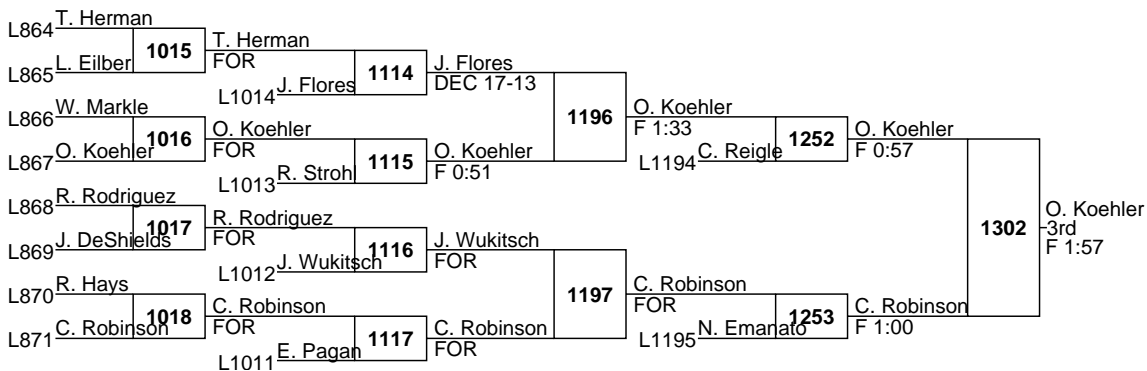 T. Herman
L864
1015
T. Herman
FOR
L. Eilber
L865
1114
J. Flores
DEC 17-13
J. Flores
L1014
W. Markle
L866
1196
O. Koehler
F 1:33
1016
O. Koehler
FOR
1252
O. Koehler
F 0:57
O. Koehler
L867
1115
O. Koehler
F 0:51
C. Reigle
L1194
R. Strohl
L1013
R. Rodriguez
L868
1017
R. Rodriguez
FOR
1302
O. Koehler
3rd
F 1:57
J. DeShields
L869
1116
J. Wukitsch
FOR
J. Wukitsch
L1012
R. Hays
L870
1197
C. Robinson
FOR
1018
C. Robinson
FOR
1253
C. Robinson
F 1:00
C. Robinson
L871
1117
C. Robinson
FOR
N. Emanato
L1195
E. Pagan
L1011